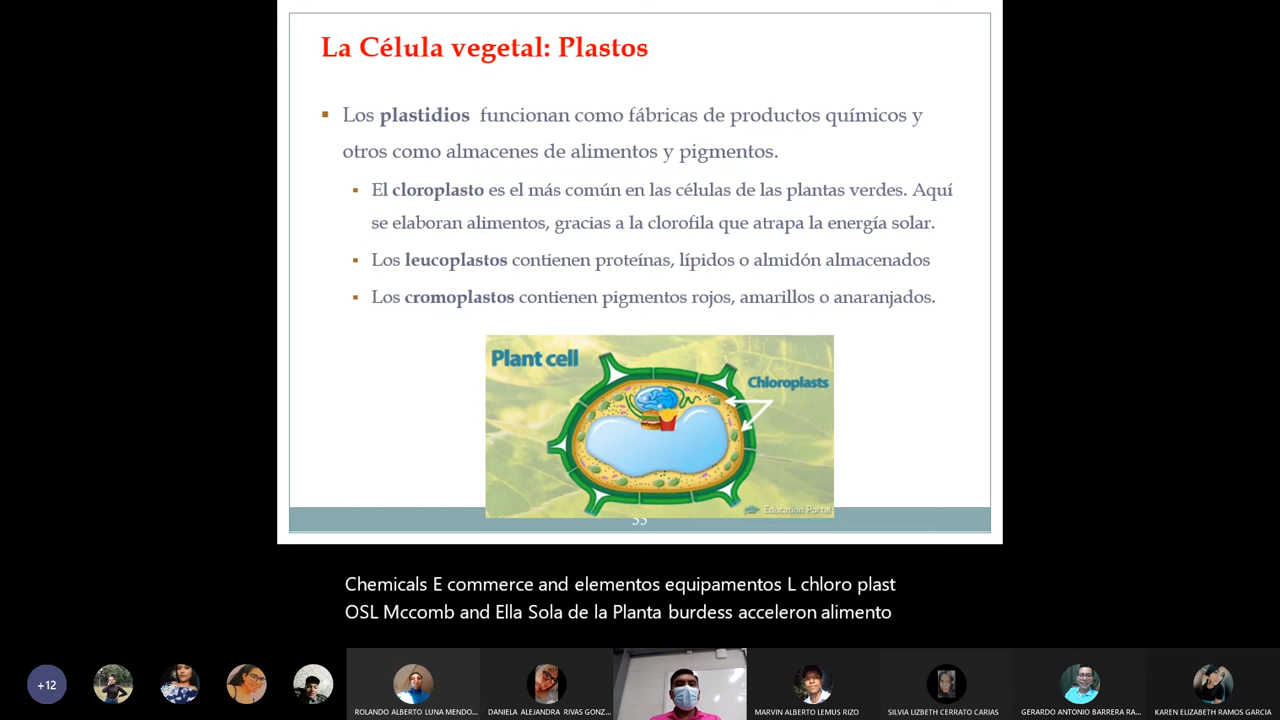 La Célula vegetal: Plastos
Los plastidios funcionan como fábricas de productos químicos y
otros como almacenes de alimentos y pigmentos.
El cloroplasto es el más común en las células de las plantas verdes. Aquí
se elaboran alimentos, gracias a la clorofila que atrapa la energía solar.
Los leucoplastos contienen proteínas, lípidos o almidón almacenados
Los cromoplastos contienen pigmentos rojos, amarillos o anaranjados.
Plant cell
Chloroplasts
Education Portal
Chemicals E commerce and elementos equipamentos L chloro plast
OSL Mccomb and Ella Sola de la Planta burdess acceleron alimento
+12
ROLANDO ALBERTO LUNA MENDO...
DANIELA ALEJANDRA RIVAS GONZ...
MARVIN ALBERTO LEMUS RIZO
SILVIA LIZBETH CERRATO CARIAS
GERARDO ANTONIO BARRERA RA...
KAREN ELIZABETH RAMOS GARCIA